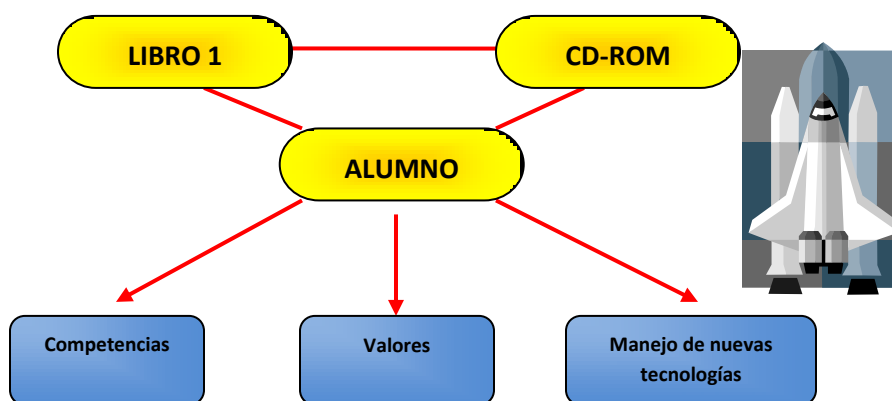 LIBRO 1
CD-ROM
ALUMNO
Competencias
Valores
Manejo de nuevas
tecnologías